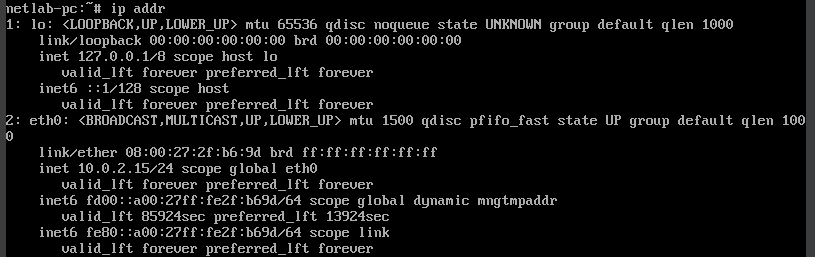 netlab-pc:~# ip addr
1: lo: <LOOPBACK,UP,LOWER_UP> mtu 65536 qdisc noqueue state UNKNOWN group default qlen 1000
    link/loopback 00:00:00:00:00:00 brd 00:00:00:00:00:00
    inet 127.0.0.1/8 scope host lo
       valid_lft forever preferred_lft forever
    inet6 ::1/128 scope host
       valid_lft forever preferred_lft forever
2: eth0: <BROADCAST,MULTICAST,UP,LOWER_UP> mtu 1500 qdisc pfifo_fast state UP group default qlen 100
0
    link/ether 08:00:27:2f:b6:9d brd ff:ff:ff:ff:ff:ff
    inet 10.0.2.15/24 scope global eth0
       valid_lft forever preferred_lft forever
    inet6 fd00::a00:27ff:fe2f:b69d/64 scope global dynamic mngtmpaddr
       valid_lft 85924sec preferred_lft 13924sec
    inet6 fe80::a00:27ff:fe2f:b69d/64 scope link
       valid_lft forever preferred_lft forever